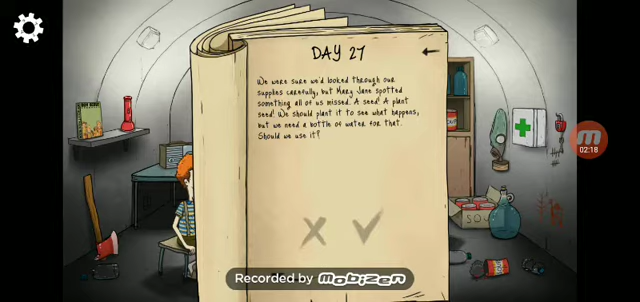 DAY 27
We were sure we'd looked through our
supplies carefully, but Mary Jane spotted
something all of us missed. A seed! A plant
seed! We should plant it to see what happens,
but we need a bottle of water for that.
Should we use it?
02:18
Recorded by mobizen